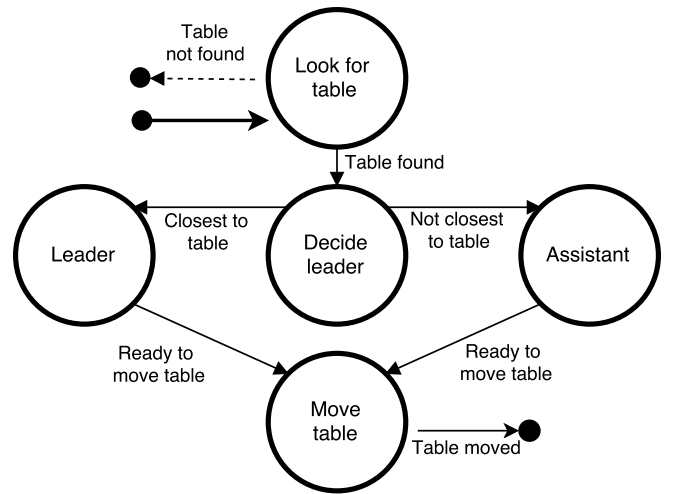 Table
not found
Look for
table
Table found
Leader
Closest to
table
Decide
leader
Not closest
to table
Assistant
Ready to
move table
Ready to
move table
Move
table
Table moved